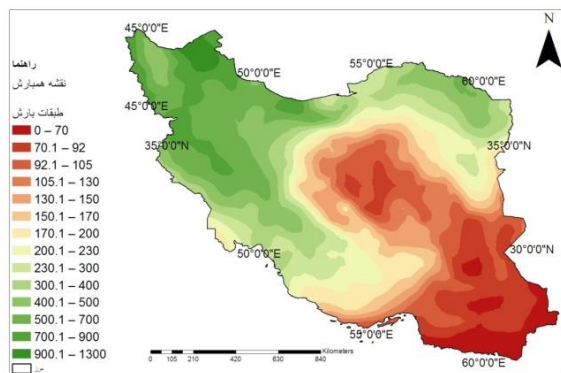 راهنما
نقشه همبارش
طبقات بارش
0 – 70
70.1 – 92
92.1 – 105
105.1 – 130
130.1 – 150
150.1 – 170
170.1 – 200
200.1 – 230
230.1 – 300
300.1 – 400
400.1 – 500
500.1 – 700
700.1 – 900
900.1 – 1300
45°0'0"E
N
50°0'0"E
55°0'0"E
60°0'0"E
45°0'0"E
35°0'0"N
35°0'0"N
30°0'0"N
50°0'0"E
55°0'0"E
60°0'0"E
Kilometers
0 105 210 420 630 840